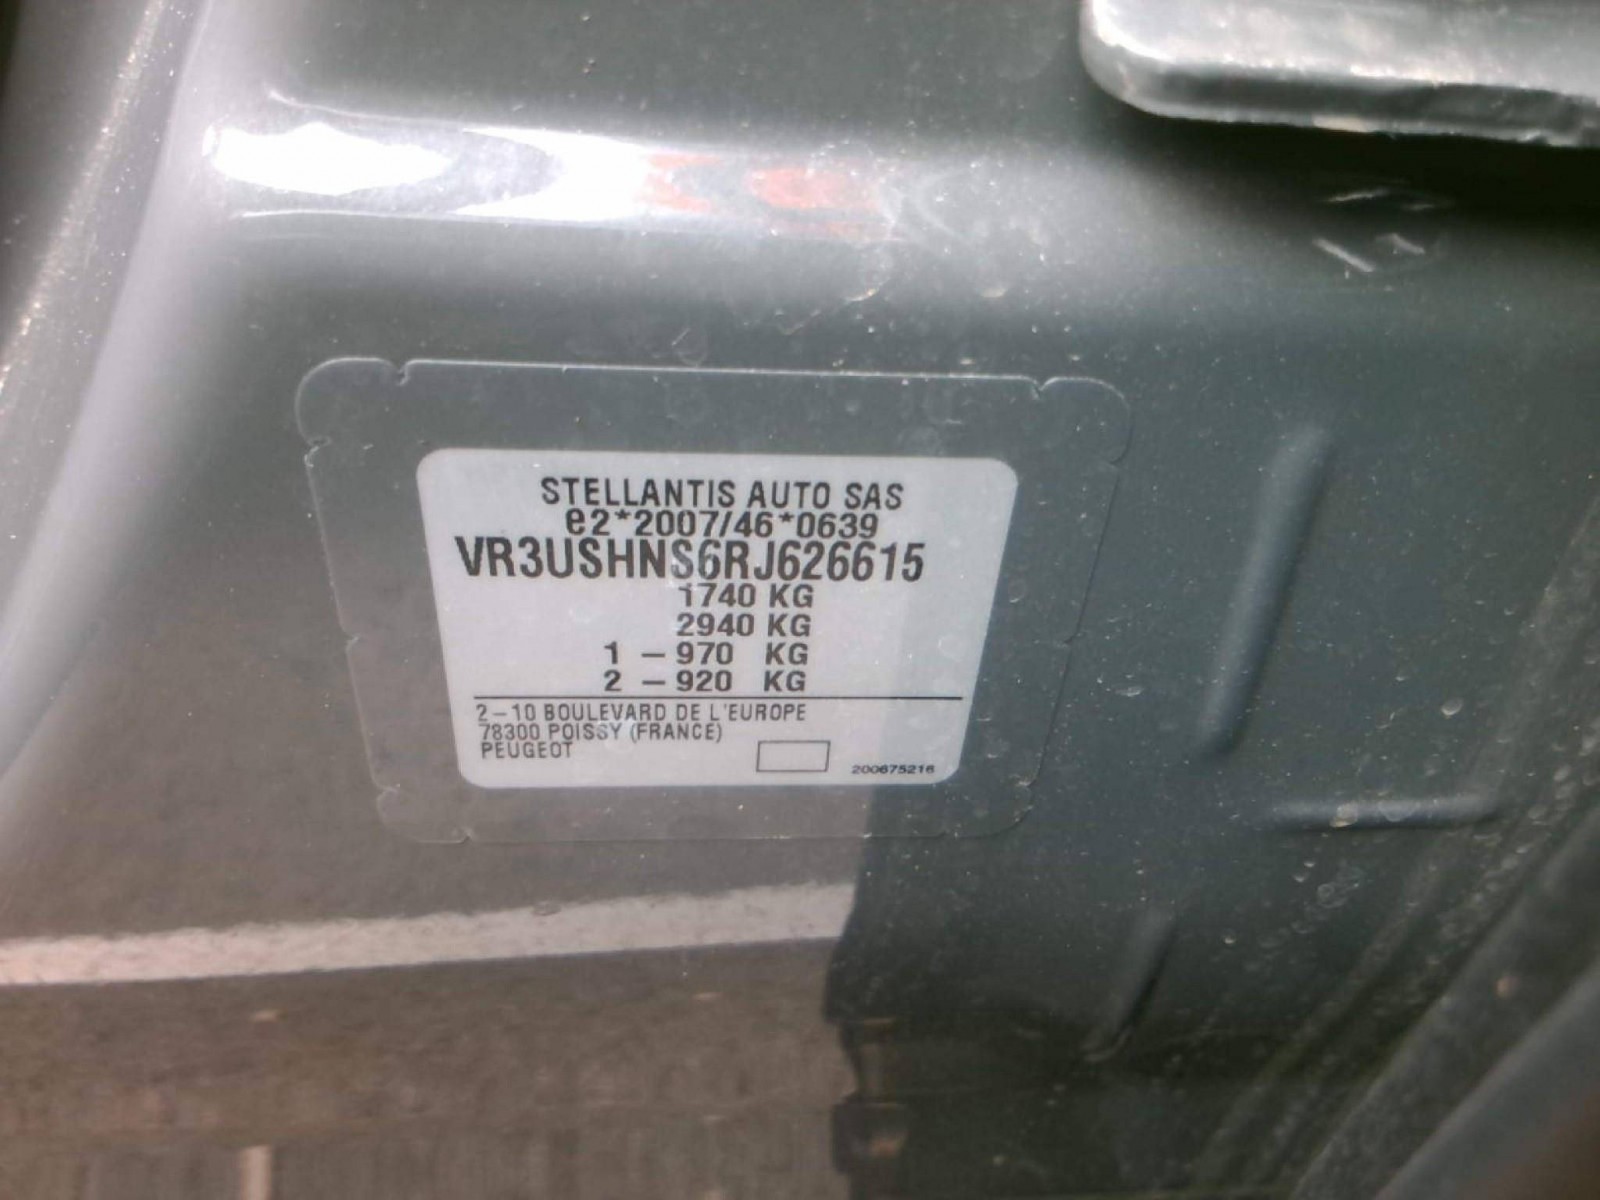 STELLANTIS AUTO SAS
e2*2007/46*0639
VR3USHNS6RJ626615
1740 KG
2940 KG
1 – 970 KG
2 – 920 KG
2–10 BOULEVARD DE L'EUROPE
78300 POISSY (FRANCE)
PEUGEOT
200675216